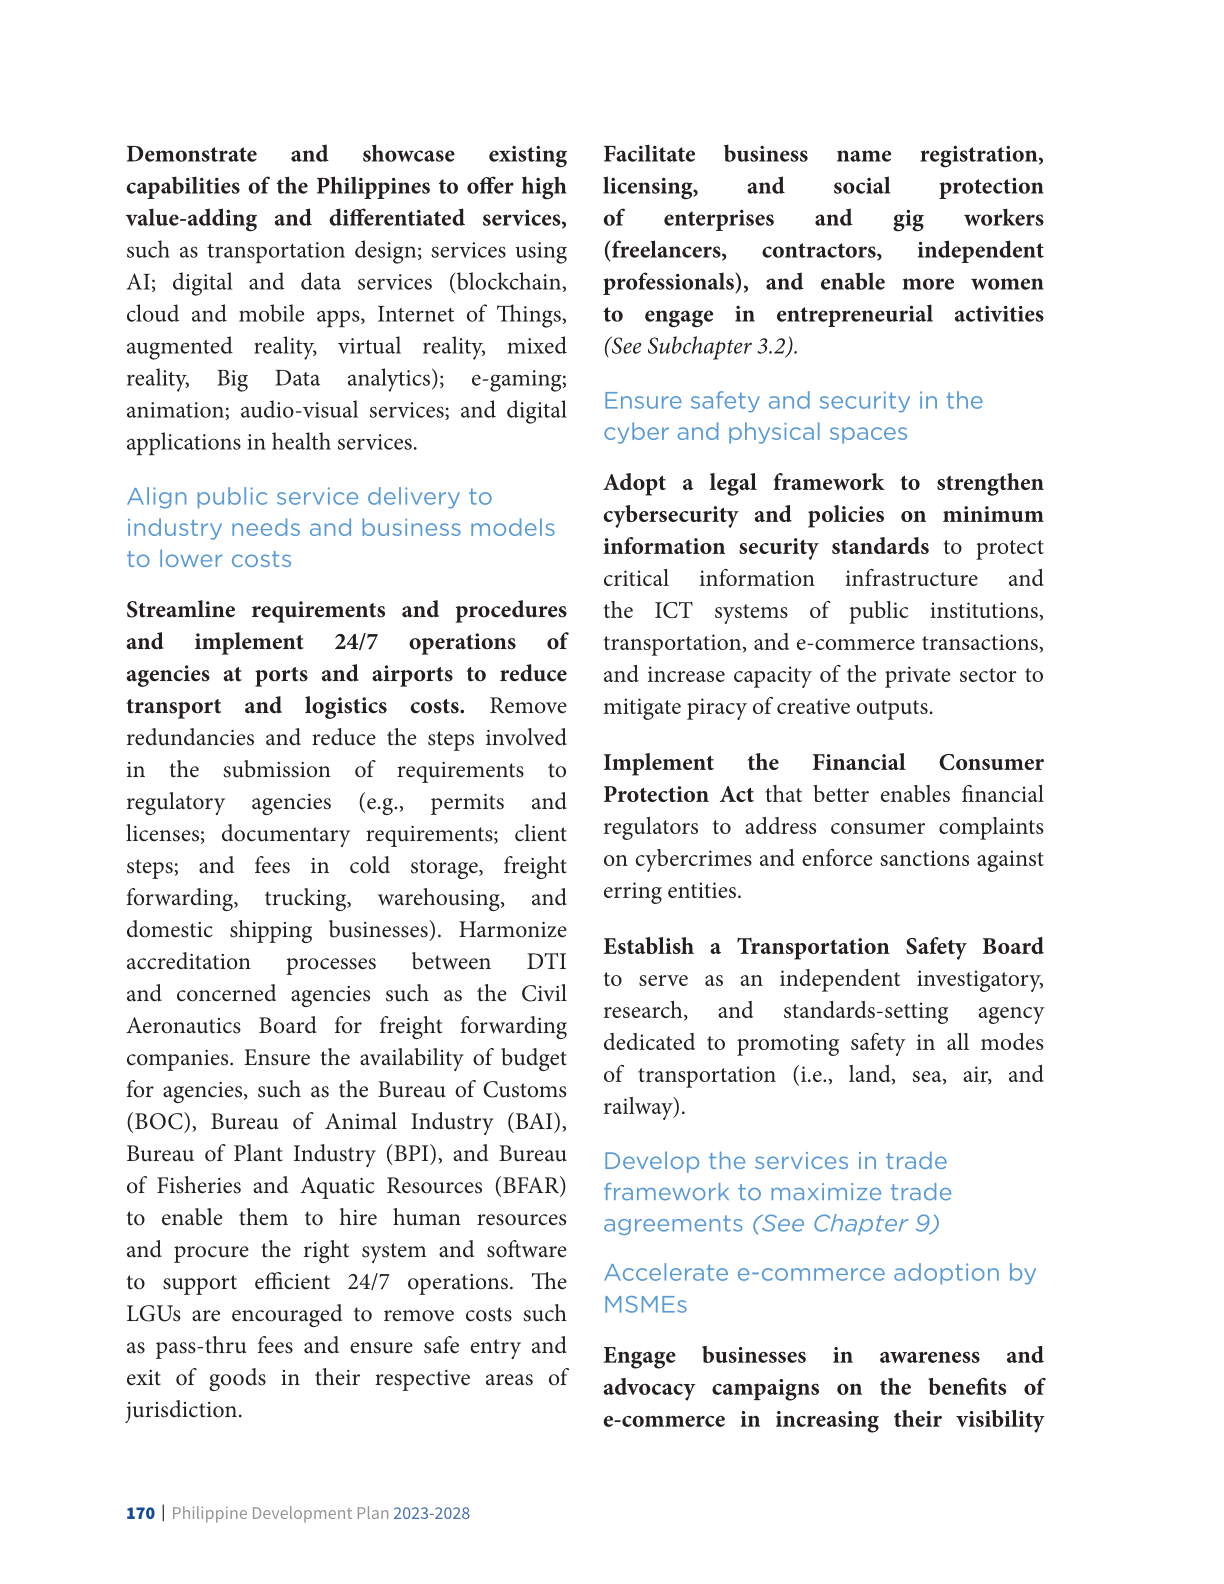 Demonstrate and showcase existing
capabilities of the Philippines to offer high
value-adding and differentiated services,
such as transportation design; services using
AI; digital and data services (blockchain,
cloud and mobile apps, Internet of Things,
augmented reality, virtual reality, mixed
reality, Big Data analytics); e-gaming;
animation; audio-visual services; and digital
applications in health services.
Align public service delivery to
industry needs and business models
to lower costs
Streamline requirements and procedures
and implement 24/7 operations of
agencies at ports and airports to reduce
transport and logistics costs. Remove
redundancies and reduce the steps involved
in the submission of requirements to
regulatory agencies (e.g., permits and
licenses; documentary requirements; client
steps; and fees in cold storage, freight
forwarding, trucking, warehousing, and
domestic shipping businesses). Harmonize
accreditation processes between DTI
and concerned agencies such as the Civil
Aeronautics Board for freight forwarding
companies. Ensure the availability of budget
for agencies, such as the Bureau of Customs
(BOC), Bureau of Animal Industry (BAI),
Bureau of Plant Industry (BPI), and Bureau
of Fisheries and Aquatic Resources (BFAR)
to enable them to hire human resources
and procure the right system and software
to support efficient 24/7 operations. The
LGUs are encouraged to remove costs such
as pass-thru fees and ensure safe entry and
exit of goods in their respective areas of
jurisdiction.
Facilitate business name registration,
licensing, and social protection
of enterprises and gig workers
(freelancers, contractors, independent
professionals), and enable more women
to engage in entrepreneurial activities
(See Subchapter 3.2).
Ensure safety and security in the
cyber and physical spaces
Adopt a legal framework to strengthen
cybersecurity and policies on minimum
information security standards to protect
critical information infrastructure and
the ICT systems of public institutions,
transportation, and e-commerce transactions,
and increase capacity of the private sector to
mitigate piracy of creative outputs.
Implement the Financial Consumer
Protection Act that better enables financial
regulators to address consumer complaints
on cybercrimes and enforce sanctions against
erring entities.
Establish a Transportation Safety Board
to serve as an independent investigatory,
research, and standards-setting agency
dedicated to promoting safety in all modes
of transportation (i.e., land, sea, air, and
railway).
Develop the services in trade
framework to maximize trade
agreements (See Chapter 9)
Accelerate e-commerce adoption by
MSMEs
Engage businesses in awareness and
advocacy campaigns on the benefits of
e-commerce in increasing their visibility
170 | Philippine Development Plan 2023-2028